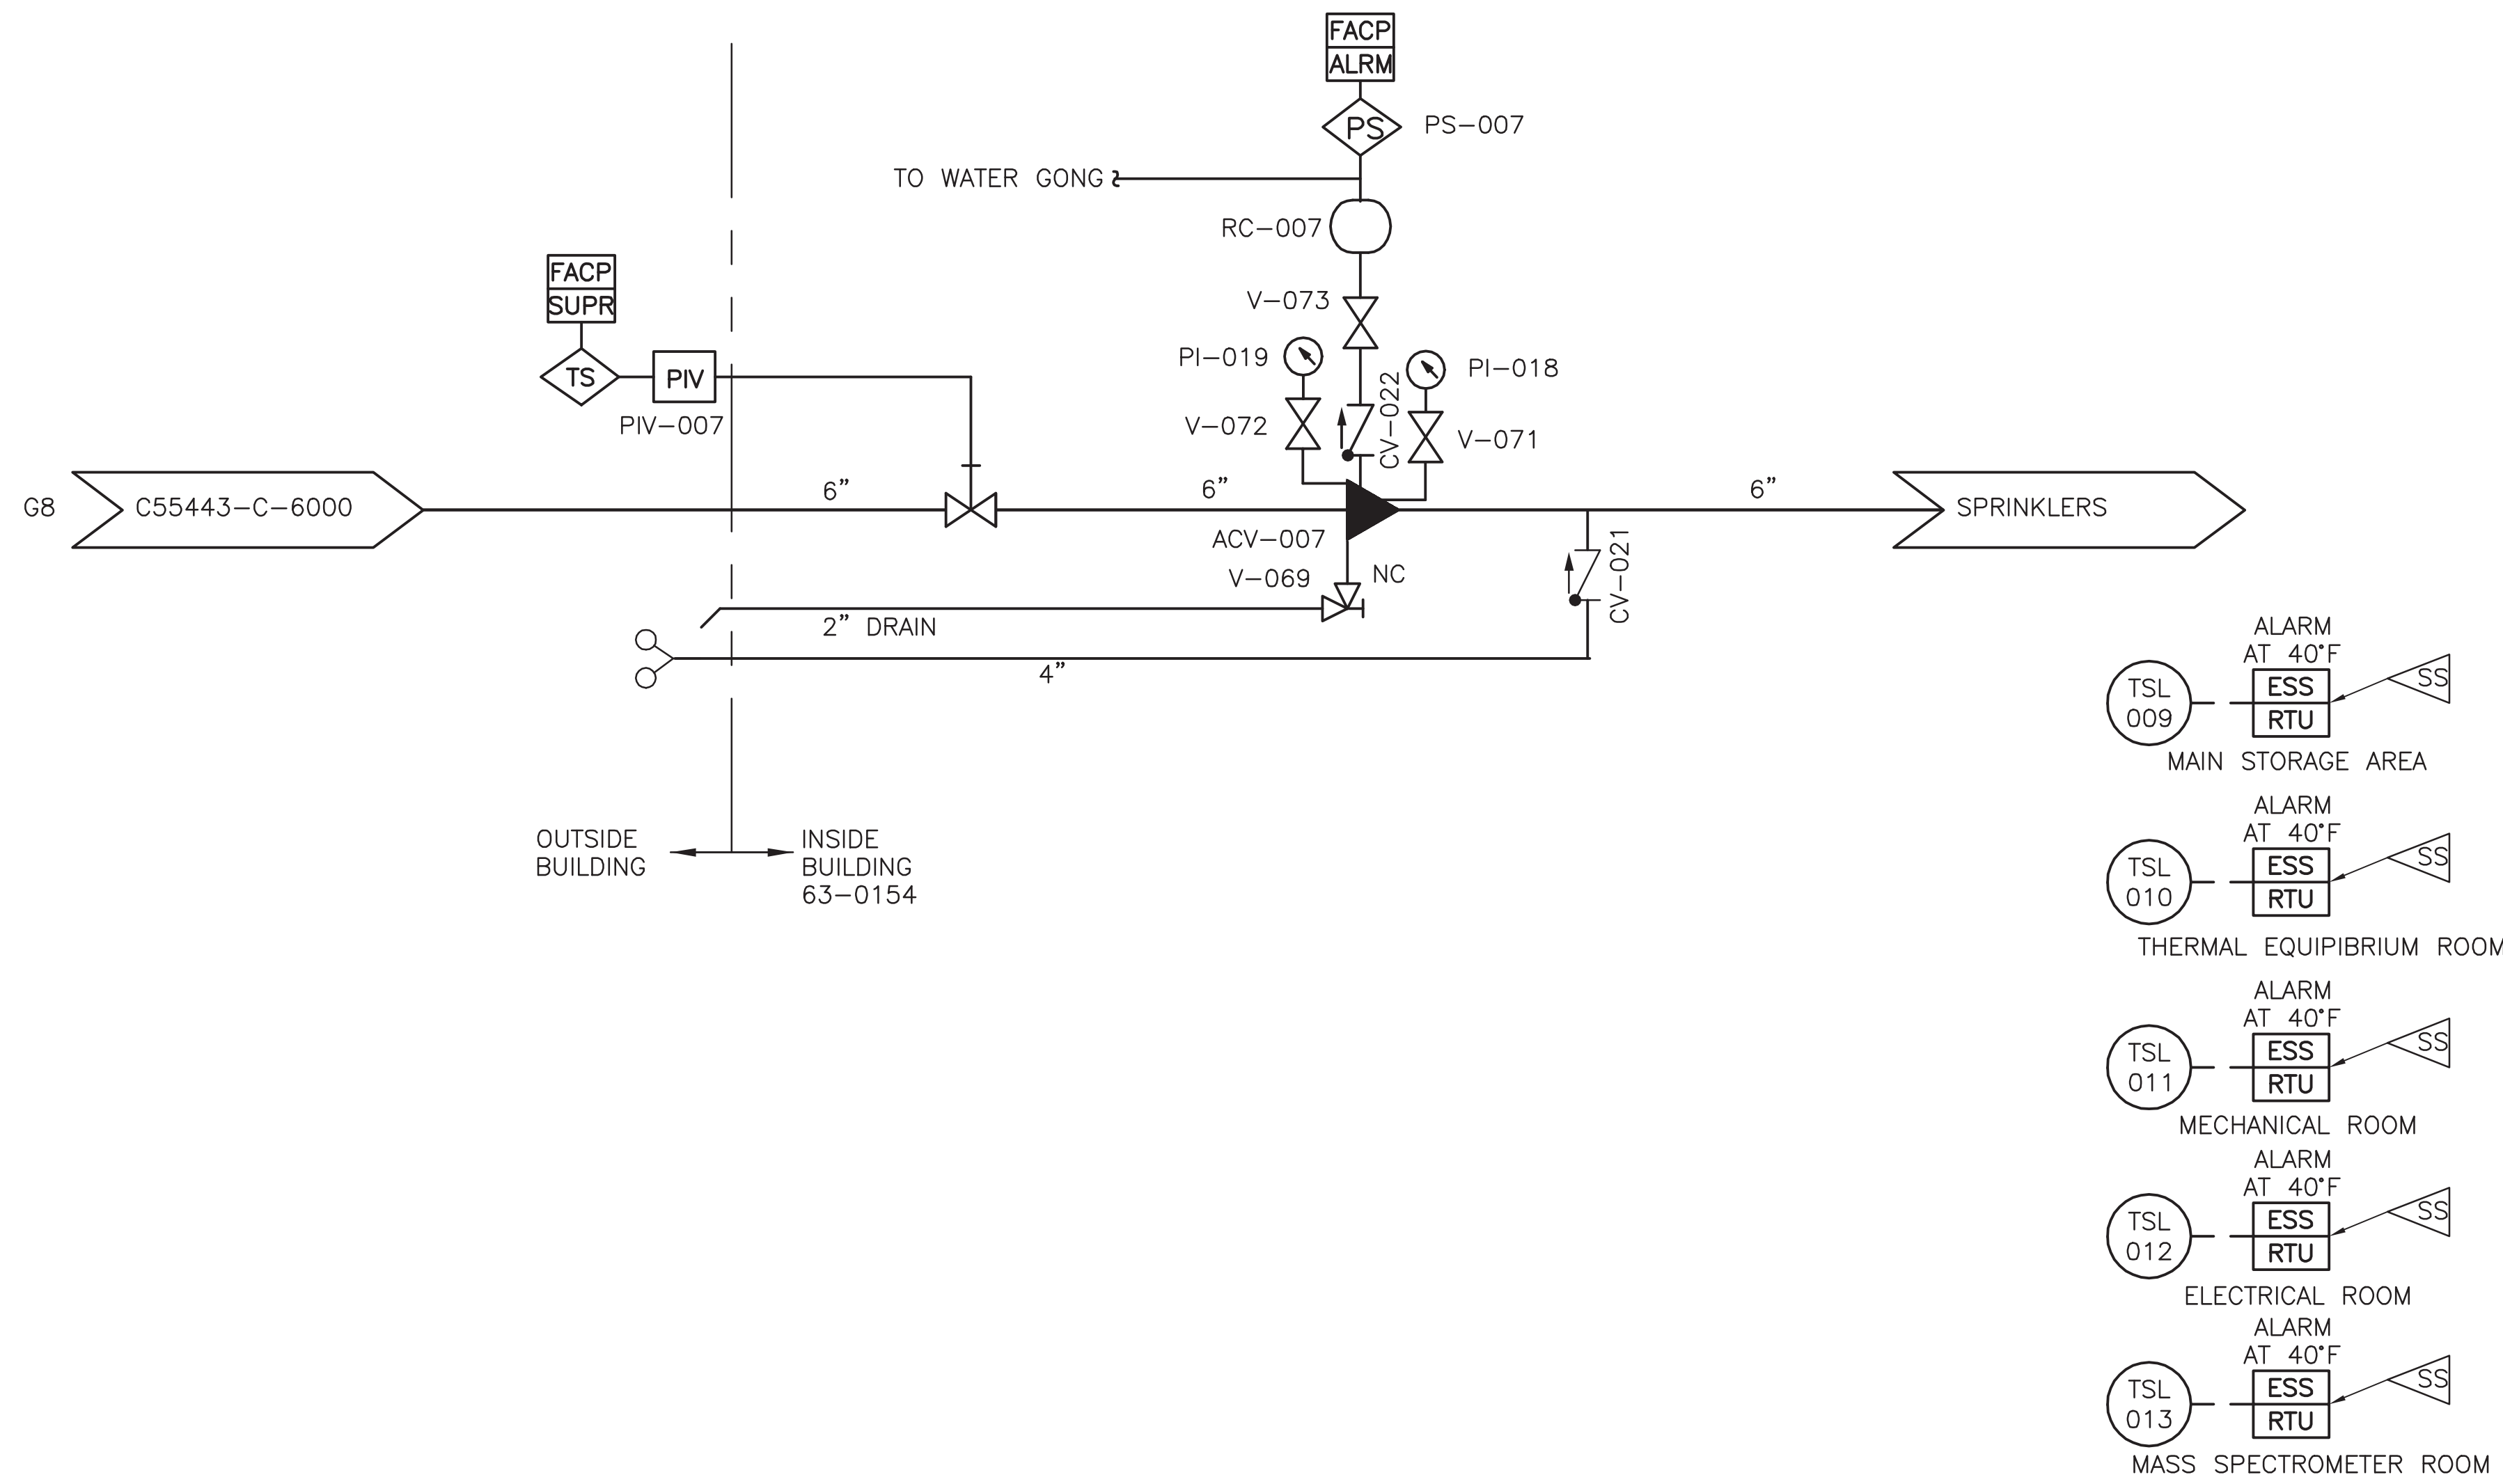 FACP
ALRM
PS
PS-007
TO WATER GONG
RC-007
FACP
SUPR
V-073
TS
PIV
PIV-007
PI-019
PI-018
CV-022
V-072
V-071
G8
C55443-C-6000
6”
6”
6”
SPRINKLERS
ACV-007
V-069
NC
CV-021
2” DRAIN
4”
OUTSIDE
BUILDING
INSIDE
BUILDING
63-0154
ALARM
AT 40°F
TSL
009
ESS
RTU
SS
MAIN STORAGE AREA
ALARM
AT 40°F
TSL
010
ESS
RTU
SS
THERMAL EQUIPIBRIUM ROOM
ALARM
AT 40°F
TSL
011
ESS
RTU
SS
MECHANICAL ROOM
ALARM
AT 40°F
TSL
012
ESS
RTU
SS
ELECTRICAL ROOM
ALARM
AT 40°F
TSL
013
ESS
RTU
SS
MASS SPECTROMETER ROOM